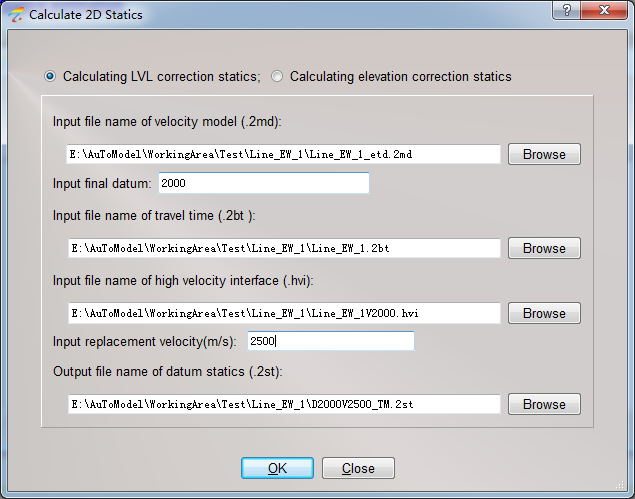 Calculate 2D Statics
Calculating LVL correction statics; Calculating elevation correction statics
Input file name of velocity model (.2md):
E:\AuToModel\WorkingArea\Test\Line_EW_1\Line_EW_1_etd.2md Browse
Input final datum: 2000
Input file name of travel time (.2bt ):
E:\AuToModel\WorkingArea\Test\Line_EW_1\Line_EW_1.2bt Browse
Input file name of high velocity interface (.hvi):
E:\AuToModel\WorkingArea\Test\Line_EW_1\Line_EW_1V2000.hvi Browse
Input replacement velocity(m/s): 2500
Output file name of datum statics (.2st):
E:\AuToModel\WorkingArea\Test\Line_EW_1\D2000V2500_TM.2st Browse
OK Close